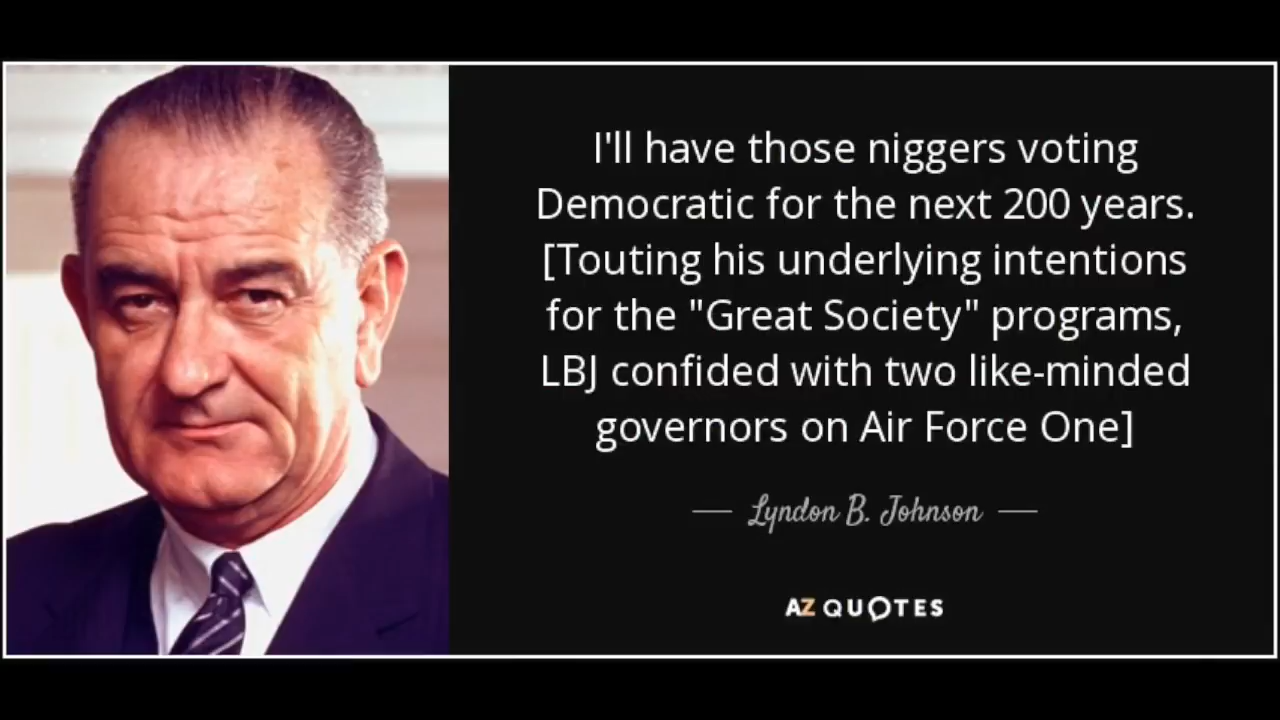 I'll have those niggers voting
Democratic for the next 200 years.
[Touting his underlying intentions
for the "Great Society" programs,
LBJ confided with two like-minded
governors on Air Force One]
Lyndon B. Johnson
AZ QUOTES